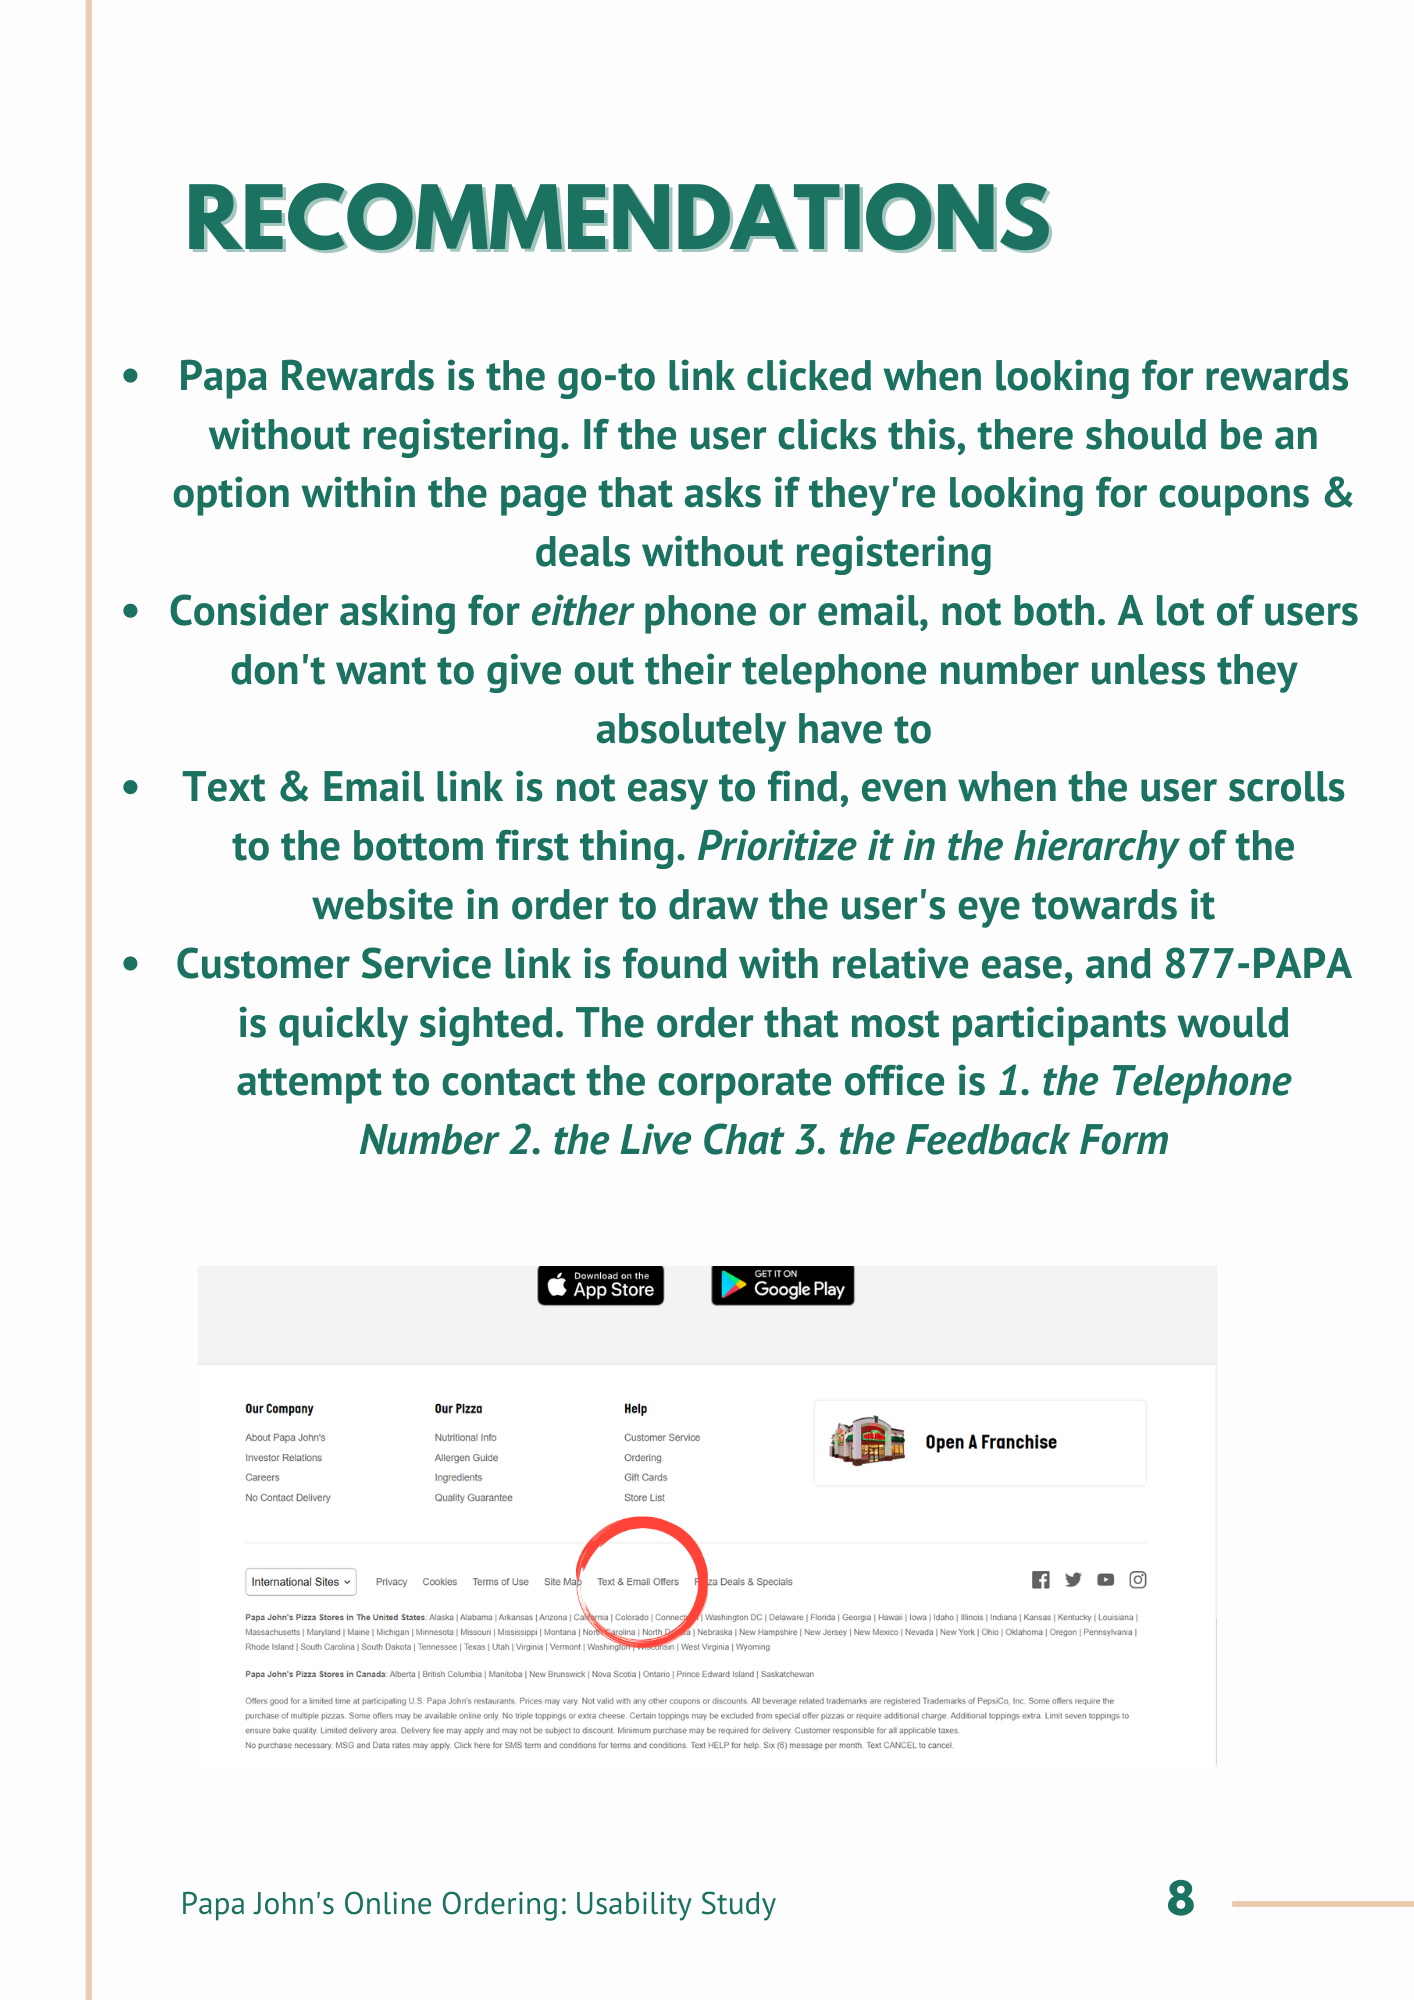 RECOMMENDATIONS
• Papa Rewards is the go-to link clicked when looking for rewards
without registering. If the user clicks this, there should be an
option within the page that asks if they're looking for coupons &
deals without registering
• Consider asking for either phone or email, not both. A lot of users
don't want to give out their telephone number unless they
absolutely have to
• Text & Email link is not easy to find, even when the user scrolls
to the bottom first thing. Prioritize it in the hierarchy of the
website in order to draw the user's eye towards it
• Customer Service link is found with relative ease, and 877-PAPA
is quickly sighted. The order that most participants would
attempt to contact the corporate office is 1. the Telephone
Number 2. the Live Chat 3. the Feedback Form
Download on the
App Store
GET IT ON
Google Play
Our Company
About Papa John's
Investor Relations
Careers
No Contact Delivery
Our Pizza
Nutritional Info
Allergen Guide
Ingredients
Quality Guarantee
Help
Customer Service
Ordering
Gift Cards
Store List
Open A Franchise
International Sites Privacy Cookies Terms of Use Site Map Text & Email Offers Pizza Deals & Specials
Papa John's Pizza Stores in The United States: Alaska | Alabama | Arkansas | Arizona | California | Colorado | Connecticut | Washington DC | Delaware | Florida | Georgia | Hawaii | Iowa | Idaho | Illinois | Indiana | Kansas | Kentucky | Louisiana |
Massachusetts | Maryland | Maine | Michigan | Minnesota | Missouri | Mississippi | Montana | North Carolina | North Dakota | Nebraska | New Hampshire | New Jersey | New Mexico | Nevada | New York | Ohio | Oklahoma | Oregon | Pennsylvania |
Rhode Island | South Carolina | South Dakota | Tennessee | Texas | Utah | Virginia | Vermont | Washington | Wisconsin | West Virginia | Wyoming
Papa John's Pizza Stores in Canada: Alberta | British Columbia | Manitoba | New Brunswick | Nova Scotia | Ontario | Prince Edward Island | Saskatchewan
Offers good for a limited time at participating U.S. Papa John's restaurants. Prices may vary. Not valid with any other coupons or discounts. All beverage related trademarks are registered Trademarks of PepsiCo, Inc. Some offers require the
purchase of multiple pizzas. Some offers may be available online only. No triple toppings or extra cheese. Certain toppings may be excluded from special offer pizzas or require additional charge. Additional toppings extra. Limit seven toppings to
ensure bake quality. Limited delivery area. Delivery fee may apply and may not be subject to discount. Minimum purchase may be required for delivery. Customer responsible for all applicable taxes.
No purchase necessary. MSG and Data rates may apply. Click here for SMS term and conditions for terms and conditions. Text HELP for help. Six (6) message per month. Text CANCEL to cancel.
Papa John's Online Ordering: Usability Study
8